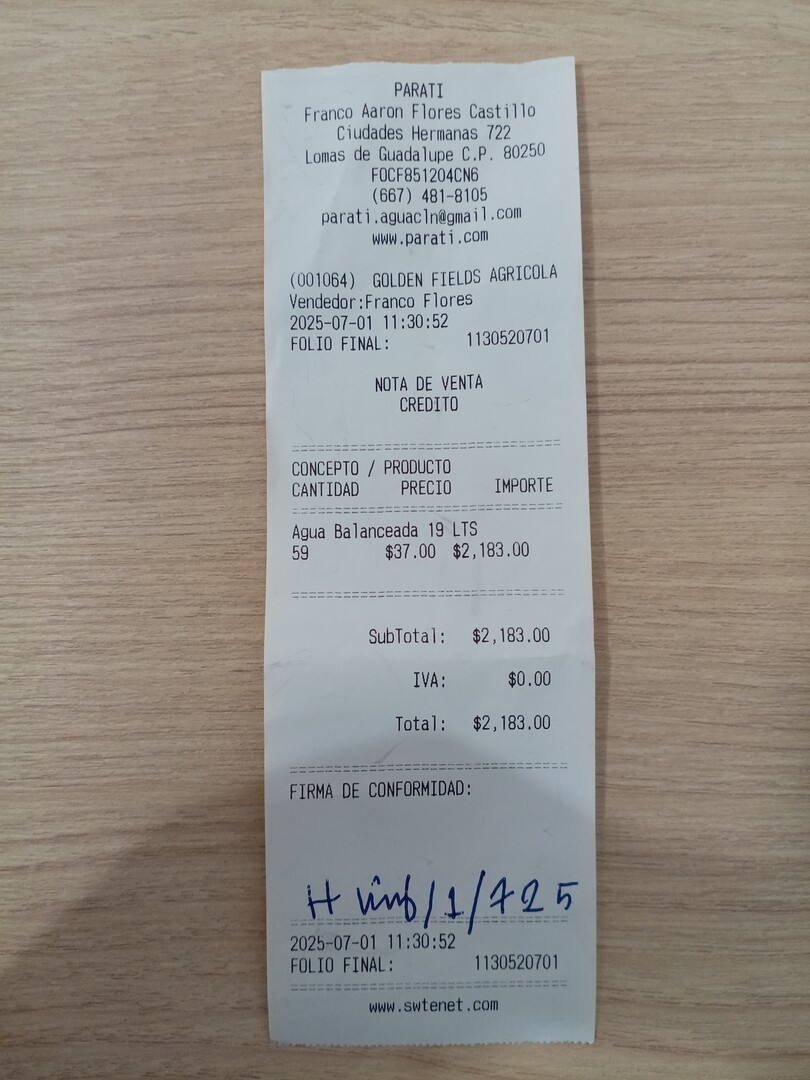 PARATI
Franco Aaron Flores Castillo
Ciudades Hermanas 722
Lomas de Guadalupe C.P. 80250
FOCF851204CN6
(667) 481-8105
parati.aguacln@gmail.com
www.parati.com
(001064) GOLDEN FIELDS AGRICOLA
Vendedor:Franco Flores
2025-07-01 11:30:52
FOLIO FINAL: 1130520701
NOTA DE VENTA
CREDITO
CONCEPTO / PRODUCTO
CANTIDAD PRECIO IMPORTE
Agua Balanceada 19 LTS
59 $37.00 $2,183.00
SubTotal: $2,183.00
IVA: $0.00
Total: $2,183.00
FIRMA DE CONFORMIDAD:
/1/725
2025-07-01 11:30:52
FOLIO FINAL: 1130520701
www.swtenet.com